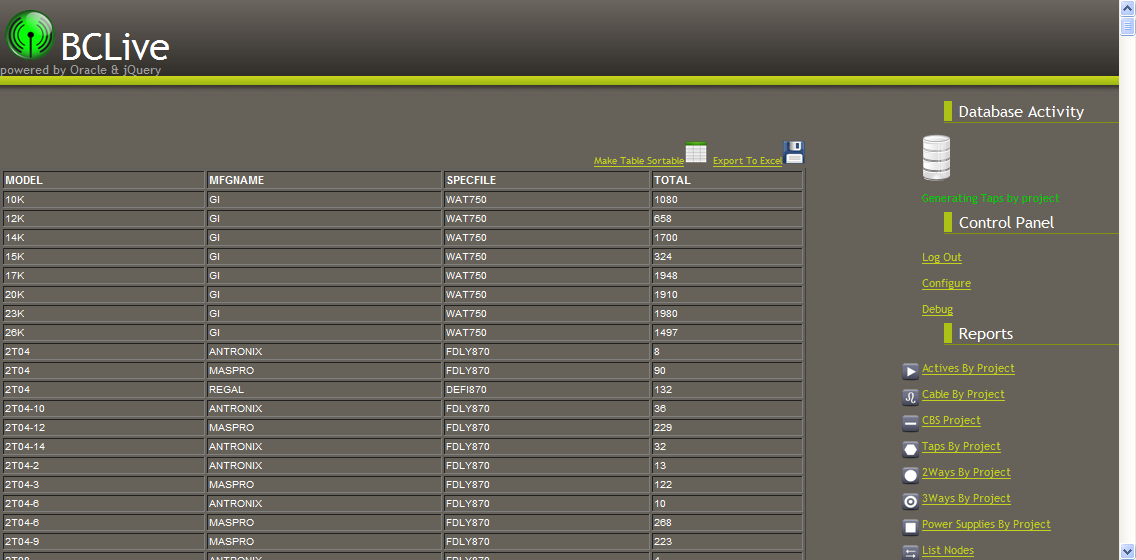 BCLive
powered by Oracle & jQuery
Make Table Sortable Export To Excel
MODEL MFGNAME SPECFILE TOTAL
10K GI WAT750 1080
12K GI WAT750 658
14K GI WAT750 1700
15K GI WAT750 324
17K GI WAT750 1948
20K GI WAT750 1910
23K GI WAT750 1980
26K GI WAT750 1497
2T04 ANTRONIX FDLY870 8
2T04 MASPRO FDLY870 90
2T04 REGAL DEFI870 132
2T04-10 ANTRONIX FDLY870 36
2T04-12 MASPRO FDLY870 229
2T04-14 ANTRONIX FDLY870 32
2T04-2 ANTRONIX FDLY870 13
2T04-3 MASPRO FDLY870 122
2T04-6 ANTRONIX FDLY870 10
2T04-6 MASPRO FDLY870 268
2T04-9 MASPRO FDLY870 223
2T08 ANTRONIX FDLY870
Database Activity
Generating Taps by project
Control Panel
Log Out
Configure
Debug
Reports
Actives By Project
Cable By Project
CBS Project
Taps By Project
2Ways By Project
3Ways By Project
Power Supplies By Project
List Nodes